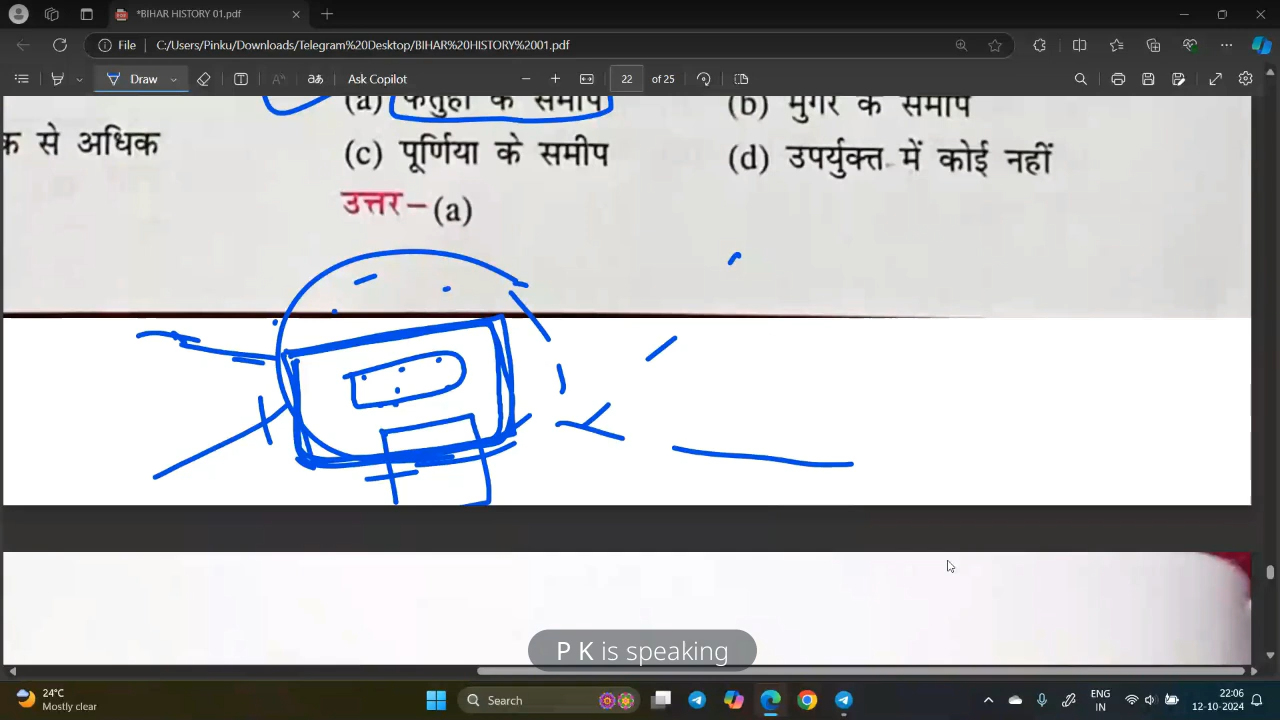 *BIHAR HISTORY 01.pdf
File C:/Users/Pinku/Downloads/Telegram%20Desktop/BIHAR%20HISTORY%2001.pdf
Draw
Ask Copilot
22 of 25
(a) फतुहा के समीप (b) मुंगेर के समीप
क से अधिक
(c) पूर्णिया के समीप (d) उपर्युक्त में कोई नहीं
उत्तर–(a)
P K is speaking
24°C
Mostly clear
Search
ENG
IN
22:06
12-10-2024